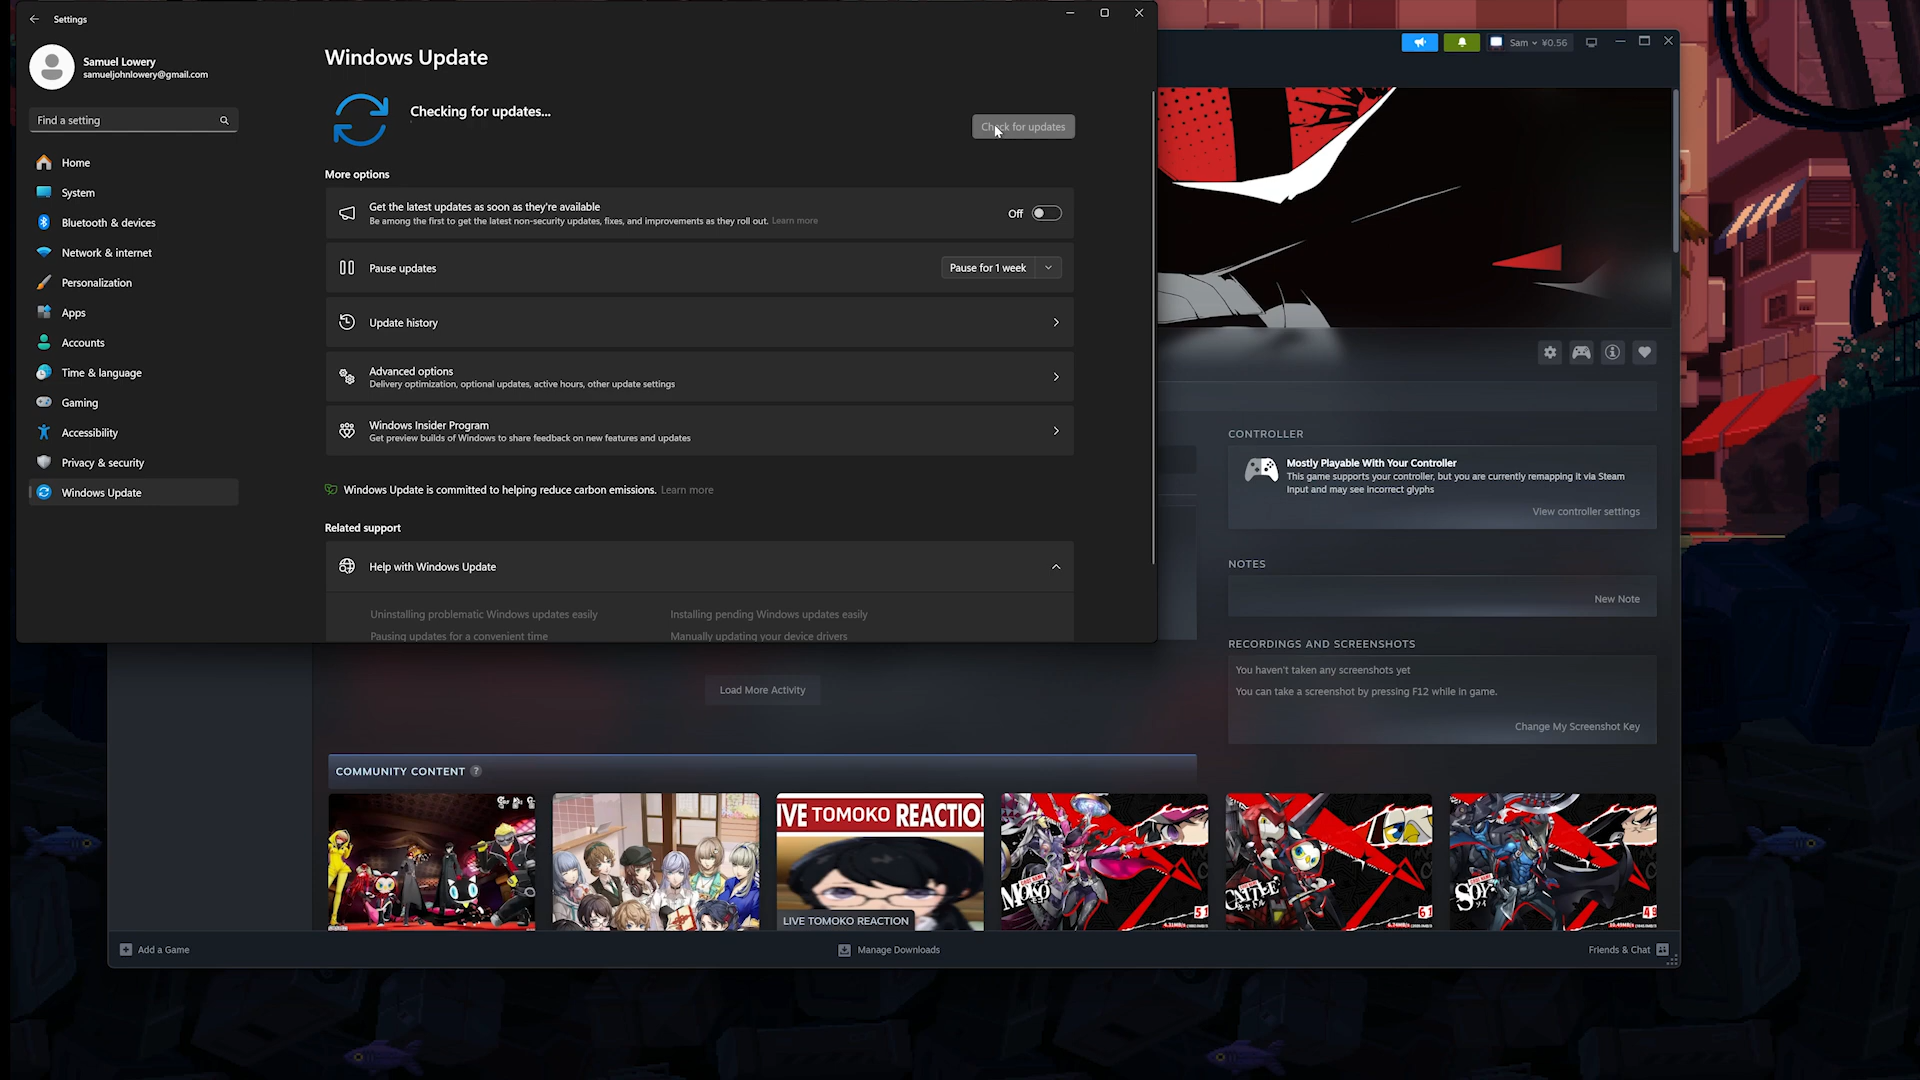 Settings
Samuel Lowery
samueljohnlowery@gmail.com
Find a setting
Home
System
Bluetooth & devices
Network & internet
Personalization
Apps
Accounts
Time & language
Gaming
Accessibility
Privacy & security
Windows Update
Windows Update
Checking for updates...
Check for updates
More options
Get the latest updates as soon as they're available
Be among the first to get the latest non-security updates, fixes, and improvements as they roll out. Learn more
Off
Pause updates
Pause for 1 week
Update history
Advanced options
Delivery optimization, optional updates, active hours, other update settings
Windows Insider Program
Get preview builds of Windows to share feedback on new features and updates
Windows Update is committed to helping reduce carbon emissions. Learn more
Related support
Help with Windows Update
Uninstalling problematic Windows updates easily
Installing pending Windows updates easily
Pausing updates for a convenient time
Manually updating your device drivers
Sam ¥0.56
CONTROLLER
Mostly Playable With Your Controller
This game supports your controller, but you are currently remapping it via Steam
Input and may see incorrect glyphs
View controller settings
NOTES
New Note
RECORDINGS AND SCREENSHOTS
You haven't taken any screenshots yet
You can take a screenshot by pressing F12 while in game.
Change My Screenshot Key
Load More Activity
COMMUNITY CONTENT ?
IVE TOMOKO REACTIO
LIVE TOMOKO REACTION
MOKO
51
61
SOY
49
Add a Game
Manage Downloads
Friends & Chat